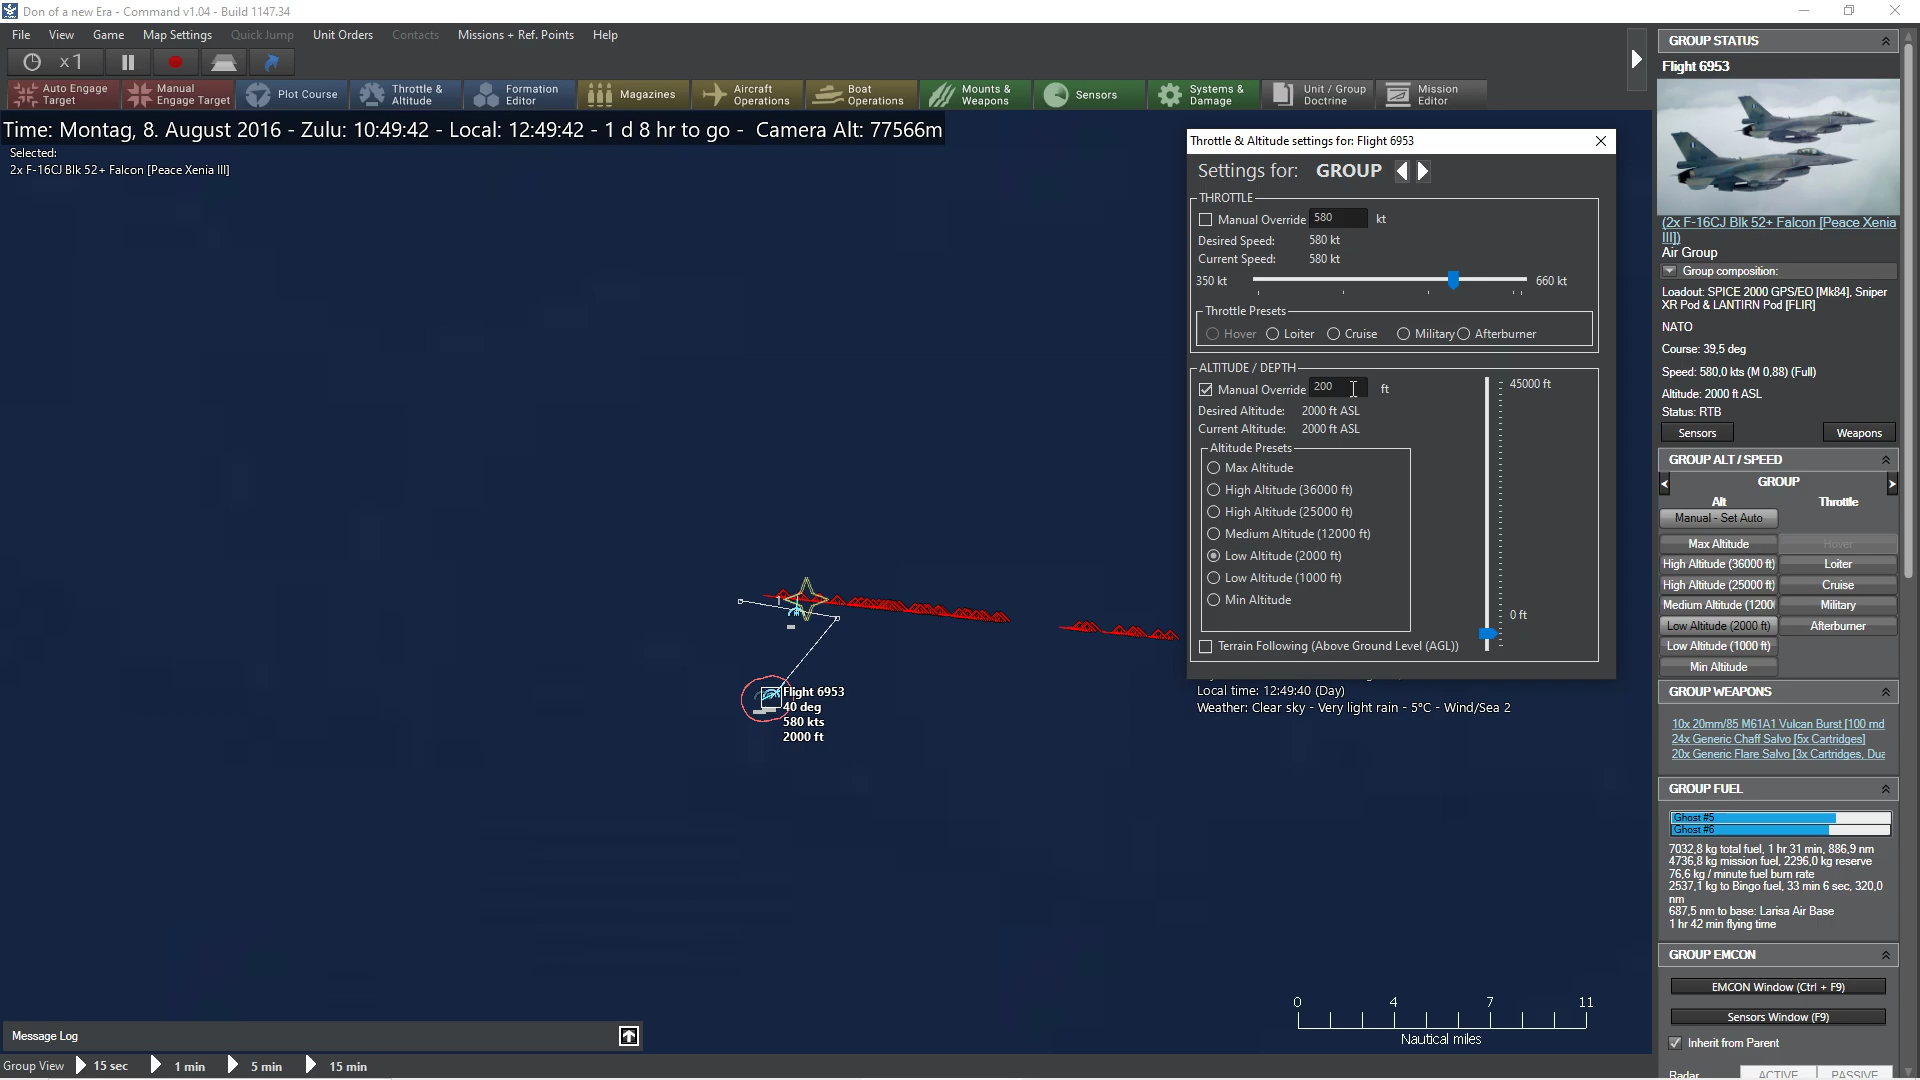 Don of a new Era - Command v1.04 - Build 1147.34
File View Game Map Settings Quick Jump Unit Orders Contacts Missions + Ref. Points Help
x 1
Auto Engage Target
Manual Engage Target
Plot Course
Throttle & Altitude
Formation Editor
Magazines
Aircraft Operations
Boat Operations
Mounts & Weapons
Sensors
Systems & Damage
Unit / Group Doctrine
Mission Editor
Time: Montag, 8. August 2016 - Zulu: 10:49:42 - Local: 12:49:42 - 1 d 8 hr to go - Camera Alt: 77566m
Selected:
2x F-16CJ Blk 52+ Falcon [Peace Xenia III]
1
Flight 6953
40 deg
580 kts
2000 ft
Throttle & Altitude settings for: Flight 6953
Settings for: GROUP
THROTTLE
Manual Override 580 kt
Desired Speed: 580 kt
Current Speed: 580 kt
350 kt 660 kt
Throttle Presets
Hover Loiter Cruise Military Afterburner
ALTITUDE / DEPTH
Manual Override 200 ft
45000 ft
Desired Altitude: 2000 ft ASL
Current Altitude: 2000 ft ASL
Altitude Presets
Max Altitude
High Altitude (36000 ft)
High Altitude (25000 ft)
Medium Altitude (12000 ft)
Low Altitude (2000 ft)
Low Altitude (1000 ft)
Min Altitude
0 ft
Terrain Following (Above Ground Level (AGL))
Local time: 12:49:40 (Day)
Weather: Clear sky - Very light rain - 5°C - Wind/Sea 2
0 4 7 11
Nautical miles
Message Log
Group View 15 sec 1 min 5 min 15 min
GROUP STATUS
Flight 6953
(2x F-16CJ Blk 52+ Falcon [Peace Xenia
III])
Air Group
Group composition:
Loadout: SPICE 2000 GPS/EO [Mk84], Sniper
XR Pod & LANTIRN Pod [FLIR]
NATO
Course: 39,5 deg
Speed: 580,0 kts (M 0,88) (Full)
Altitude: 2000 ft ASL
Status: RTB
Sensors Weapons
GROUP ALT / SPEED
GROUP
Alt Throttle
Manual - Set Auto
Max Altitude Hover
High Altitude (36000 ft) Loiter
High Altitude (25000 ft) Cruise
Medium Altitude (1200 Military
Low Altitude (2000 ft) Afterburner
Low Altitude (1000 ft)
Min Altitude
GROUP WEAPONS
10x 20mm/85 M61A1 Vulcan Burst [100 rnd
24x Generic Chaff Salvo [5x Cartridges]
20x Generic Flare Salvo [3x Cartridges, Dua
GROUP FUEL
Ghost #5
Ghost #6
7032,8 kg total fuel, 1 hr 31 min, 886,9 nm
4736,8 kg mission fuel, 2296,0 kg reserve
76,6 kg / minute fuel burn rate
2537,1 kg to Bingo fuel, 33 min 6 sec, 320,0
nm
687,5 nm to base: Larisa Air Base
1 hr 42 min flying time
GROUP EMCON
EMCON Window (Ctrl + F9)
Sensors Window (F9)
Inherit from Parent
Radar ACTIVE PASSIVE